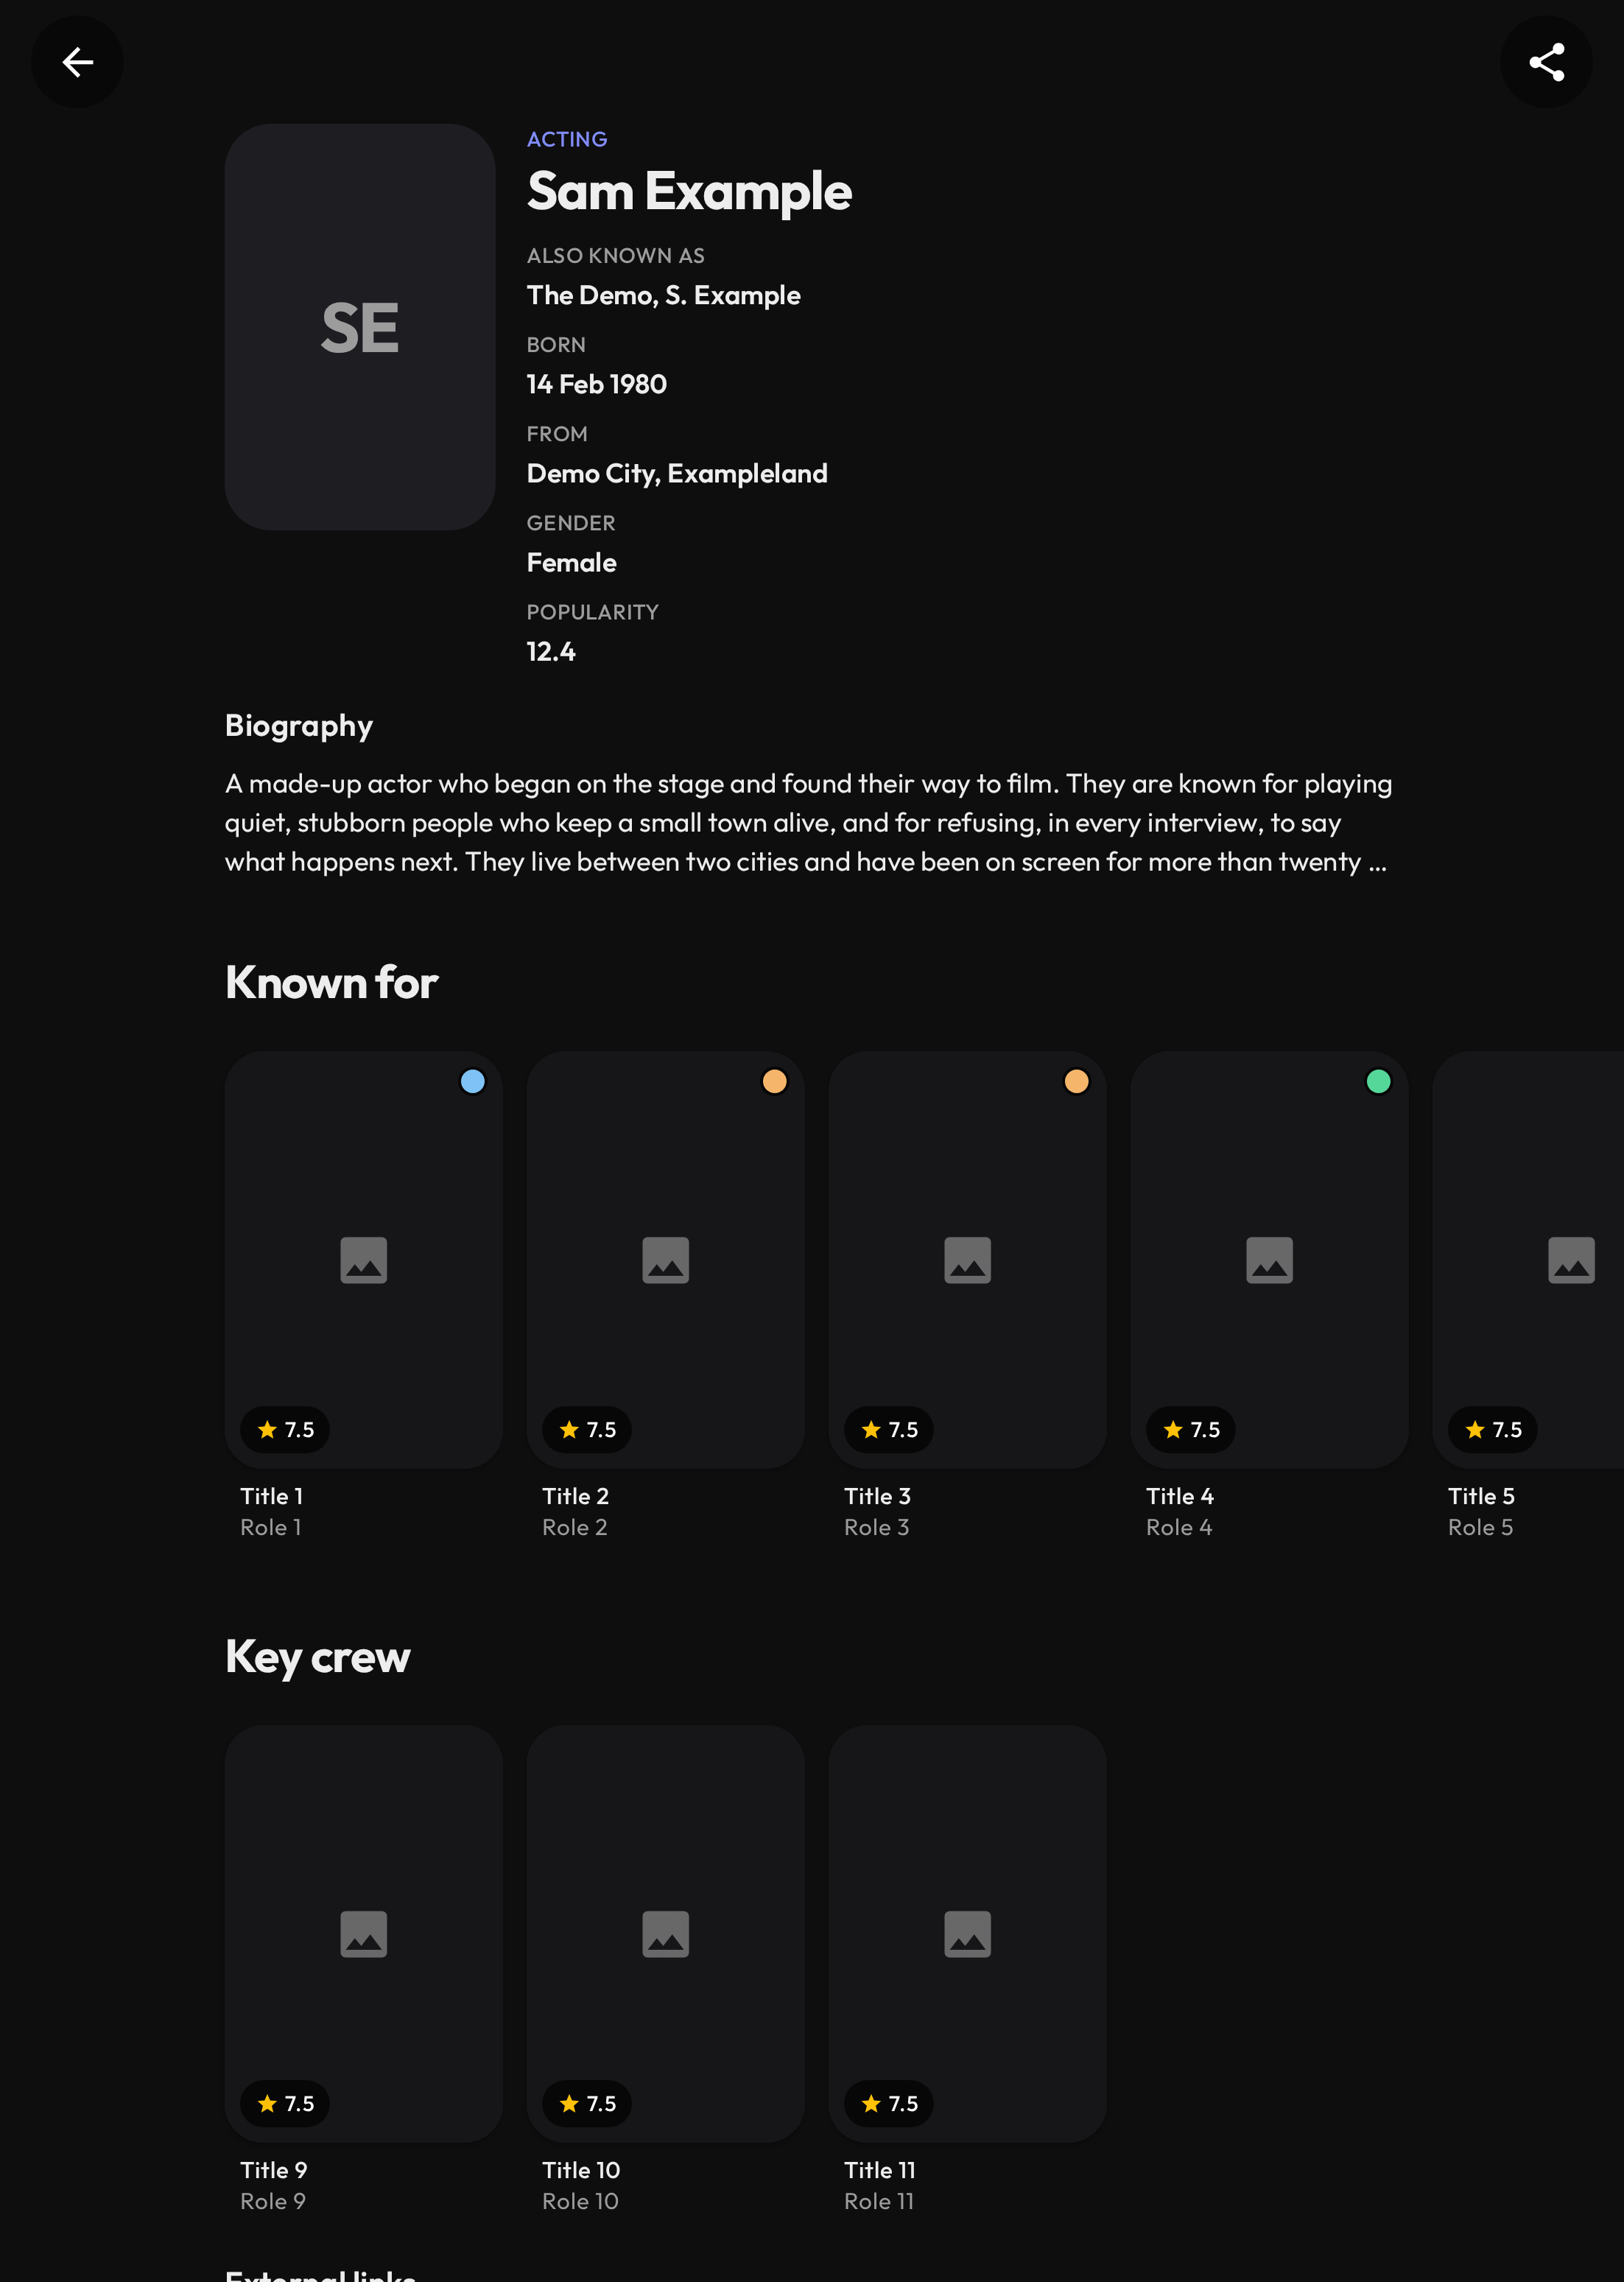 ACTING
Sam Example
ALSO KNOWN AS
The Demo, S. Example
BORN
14 Feb 1980
FROM
Demo City, Exampleland
GENDER
Female
POPULARITY
12.4
SE
Biography
A made-up actor who began on the stage and found their way to film. They are known for playing
quiet, stubborn people who keep a small town alive, and for refusing, in every interview, to say
what happens next. They live between two cities and have been on screen for more than twenty ...
Known for
7.5
7.5
7.5
7.5
7.5
Title 1
Title 2
Title 3
Title 4
Title 5
Role 1
Role 2
Role 3
Role 4
Role 5
Key crew
7.5
7.5
7.5
Title 9
Title 10
Title 11
Role 9
Role 10
Role 11
External links